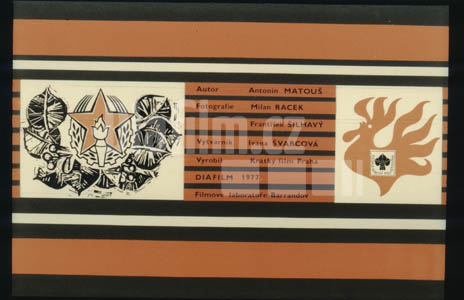 Autor Antonín MATOUŠ
Fotografie Milan RACEK
František ŠILHAVÝ
Výtvarník Ivana ŠVARCOVÁ
Vyrobil Krátký film Praha
DIAFILM 1977
Filmové laboratoře Barrandov